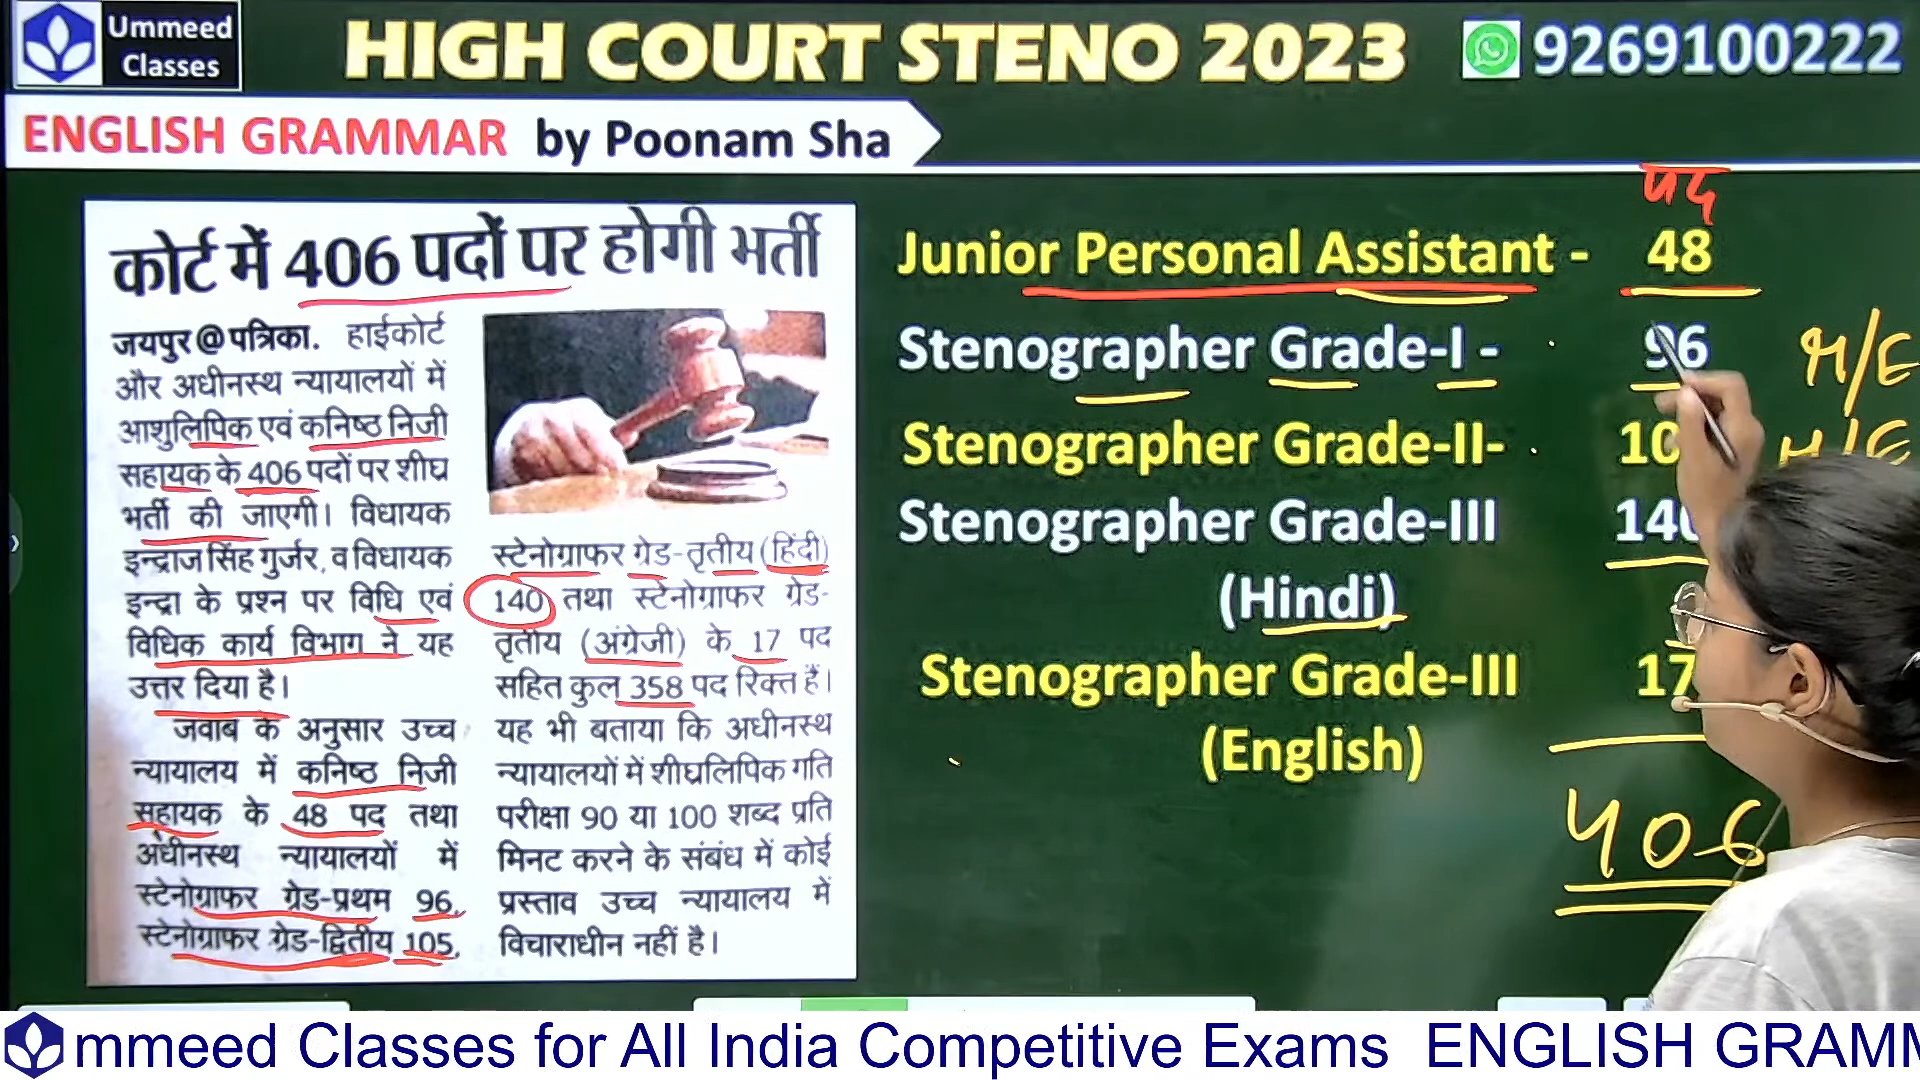 Ummeed
Classes
HIGH COURT STENO 2023
9269100222
ENGLISH GRAMMAR by Poonam Sha
कोर्ट में 406 पदों पर होगी भर्ती
जयपुर@पत्रिका. हाईकोर्ट
और अधीनस्थ न्यायालयों में
आशुलिपिक एवं कनिष्ठ निजी
सहायक के 406 पदों पर शीघ्र
भर्ती की जाएगी। विधायक
इन्द्राज सिंह गुर्जर, व विधायक
इन्द्रा के प्रश्न पर विधि एवं
विधिक कार्य विभाग ने यह
उत्तर दिया है।
जवाब के अनुसार उच्च
न्यायालय में कनिष्ठ निजी
सहायक के 48 पद तथा
अधीनस्थ न्यायालयों में
स्टेनोग्राफर ग्रेड-प्रथम 96,
स्टेनोग्राफर ग्रेड-द्वितीय 105,
स्टेनोग्राफर ग्रेड-तृतीय (हिंदी)
140 तथा स्टेनोग्राफर ग्रेड-
तृतीय (अंग्रेजी) के 17 पद
सहित कुल 358 पद रिक्त हैं।
यह भी बताया कि अधीनस्थ
न्यायालयों में शीघ्रलिपिक गति
परीक्षा 90 या 100 शब्द प्रति
मिनट करने के संबंध में कोई
प्रस्ताव उच्च न्यायालय में
विचाराधीन नहीं है।
पद
Junior Personal Assistant - 48
Stenographer Grade-I - 96 H/E
Stenographer Grade-II- 10 H/E
Stenographer Grade-III 140
(Hindi)
Stenographer Grade-III 17
(English)
406
mmeed Classes for All India Competitive Exams ENGLISH GRAMM